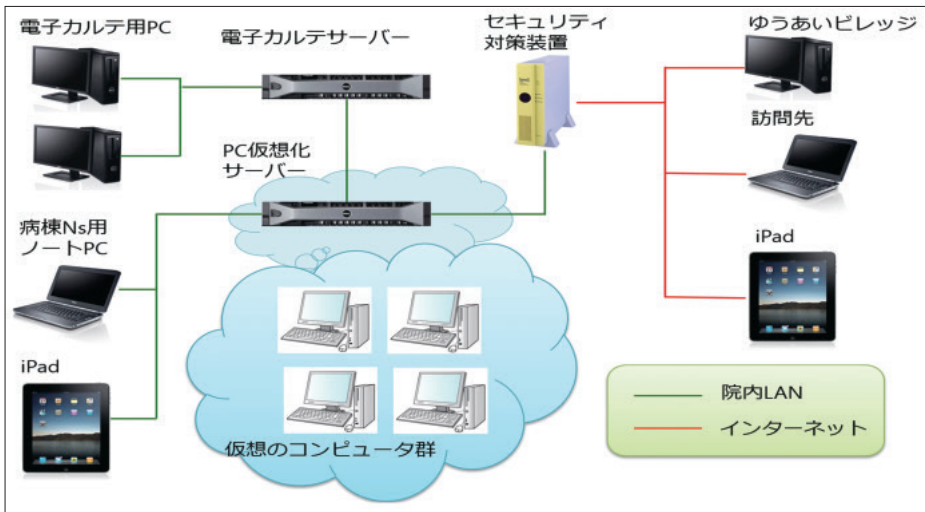 電子カルテ用PC
電子カルテサーバー
セキュリティ
対策装置
ゆうあいビレッジ
訪問先
PC仮想化
サーバー
病棟Ns用
ノートPC
iPad
iPad
仮想のコンピュータ群
院内LAN
インターネット